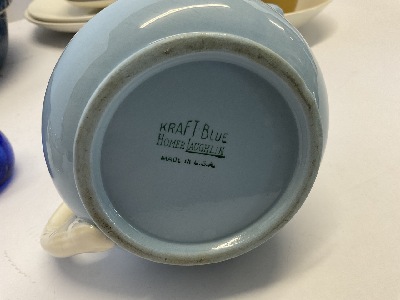 KRAFT BLUE
HOMER LAUGHLIN
MADE IN U.S.A.